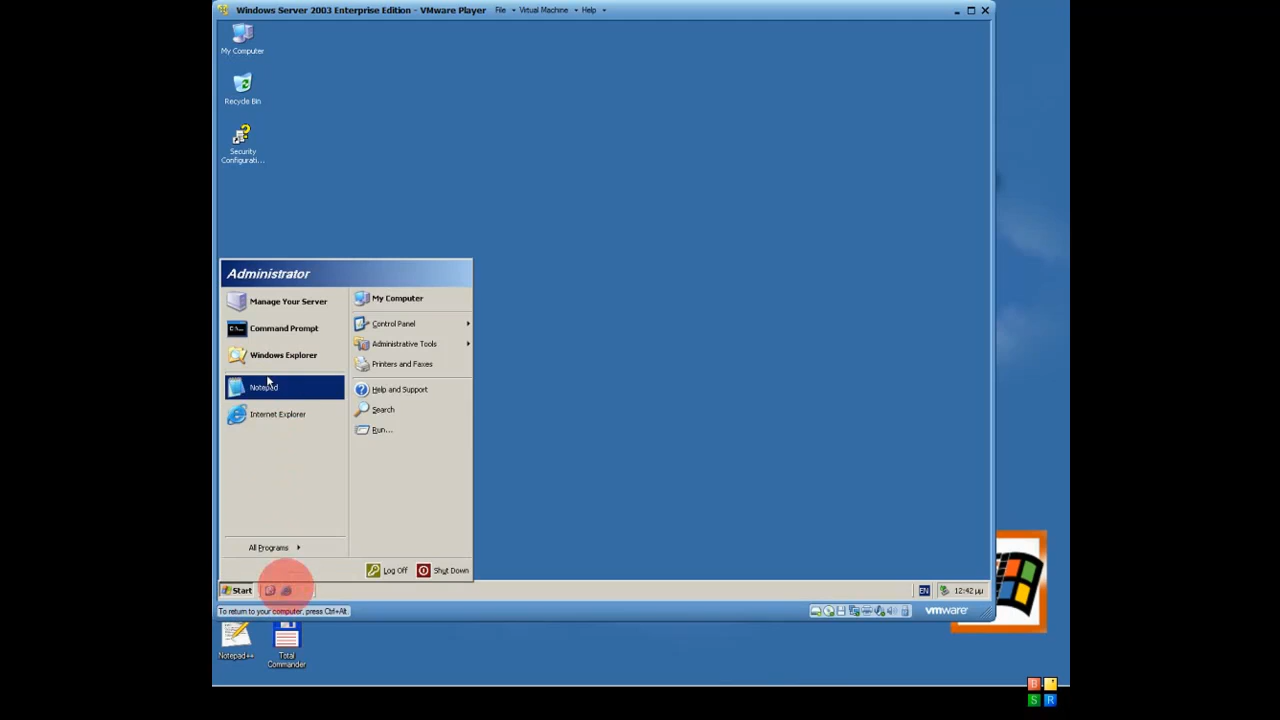 Windows Server 2003 Enterprise Edition - VMware Player File Virtual Machine Help
My Computer
Recycle Bin
Security
Configurati...
Administrator
Manage Your Server
Command Prompt
Windows Explorer
Notepad
Internet Explorer
All Programs
My Computer
Control Panel
Administrative Tools
Printers and Faxes
Help and Support
Search
Run...
Log Off Shut Down
Start
EN 12:42 μμ
To return to your computer, press Ctrl+Alt.
vmware
Notepad++
Total
Commander
B
S R